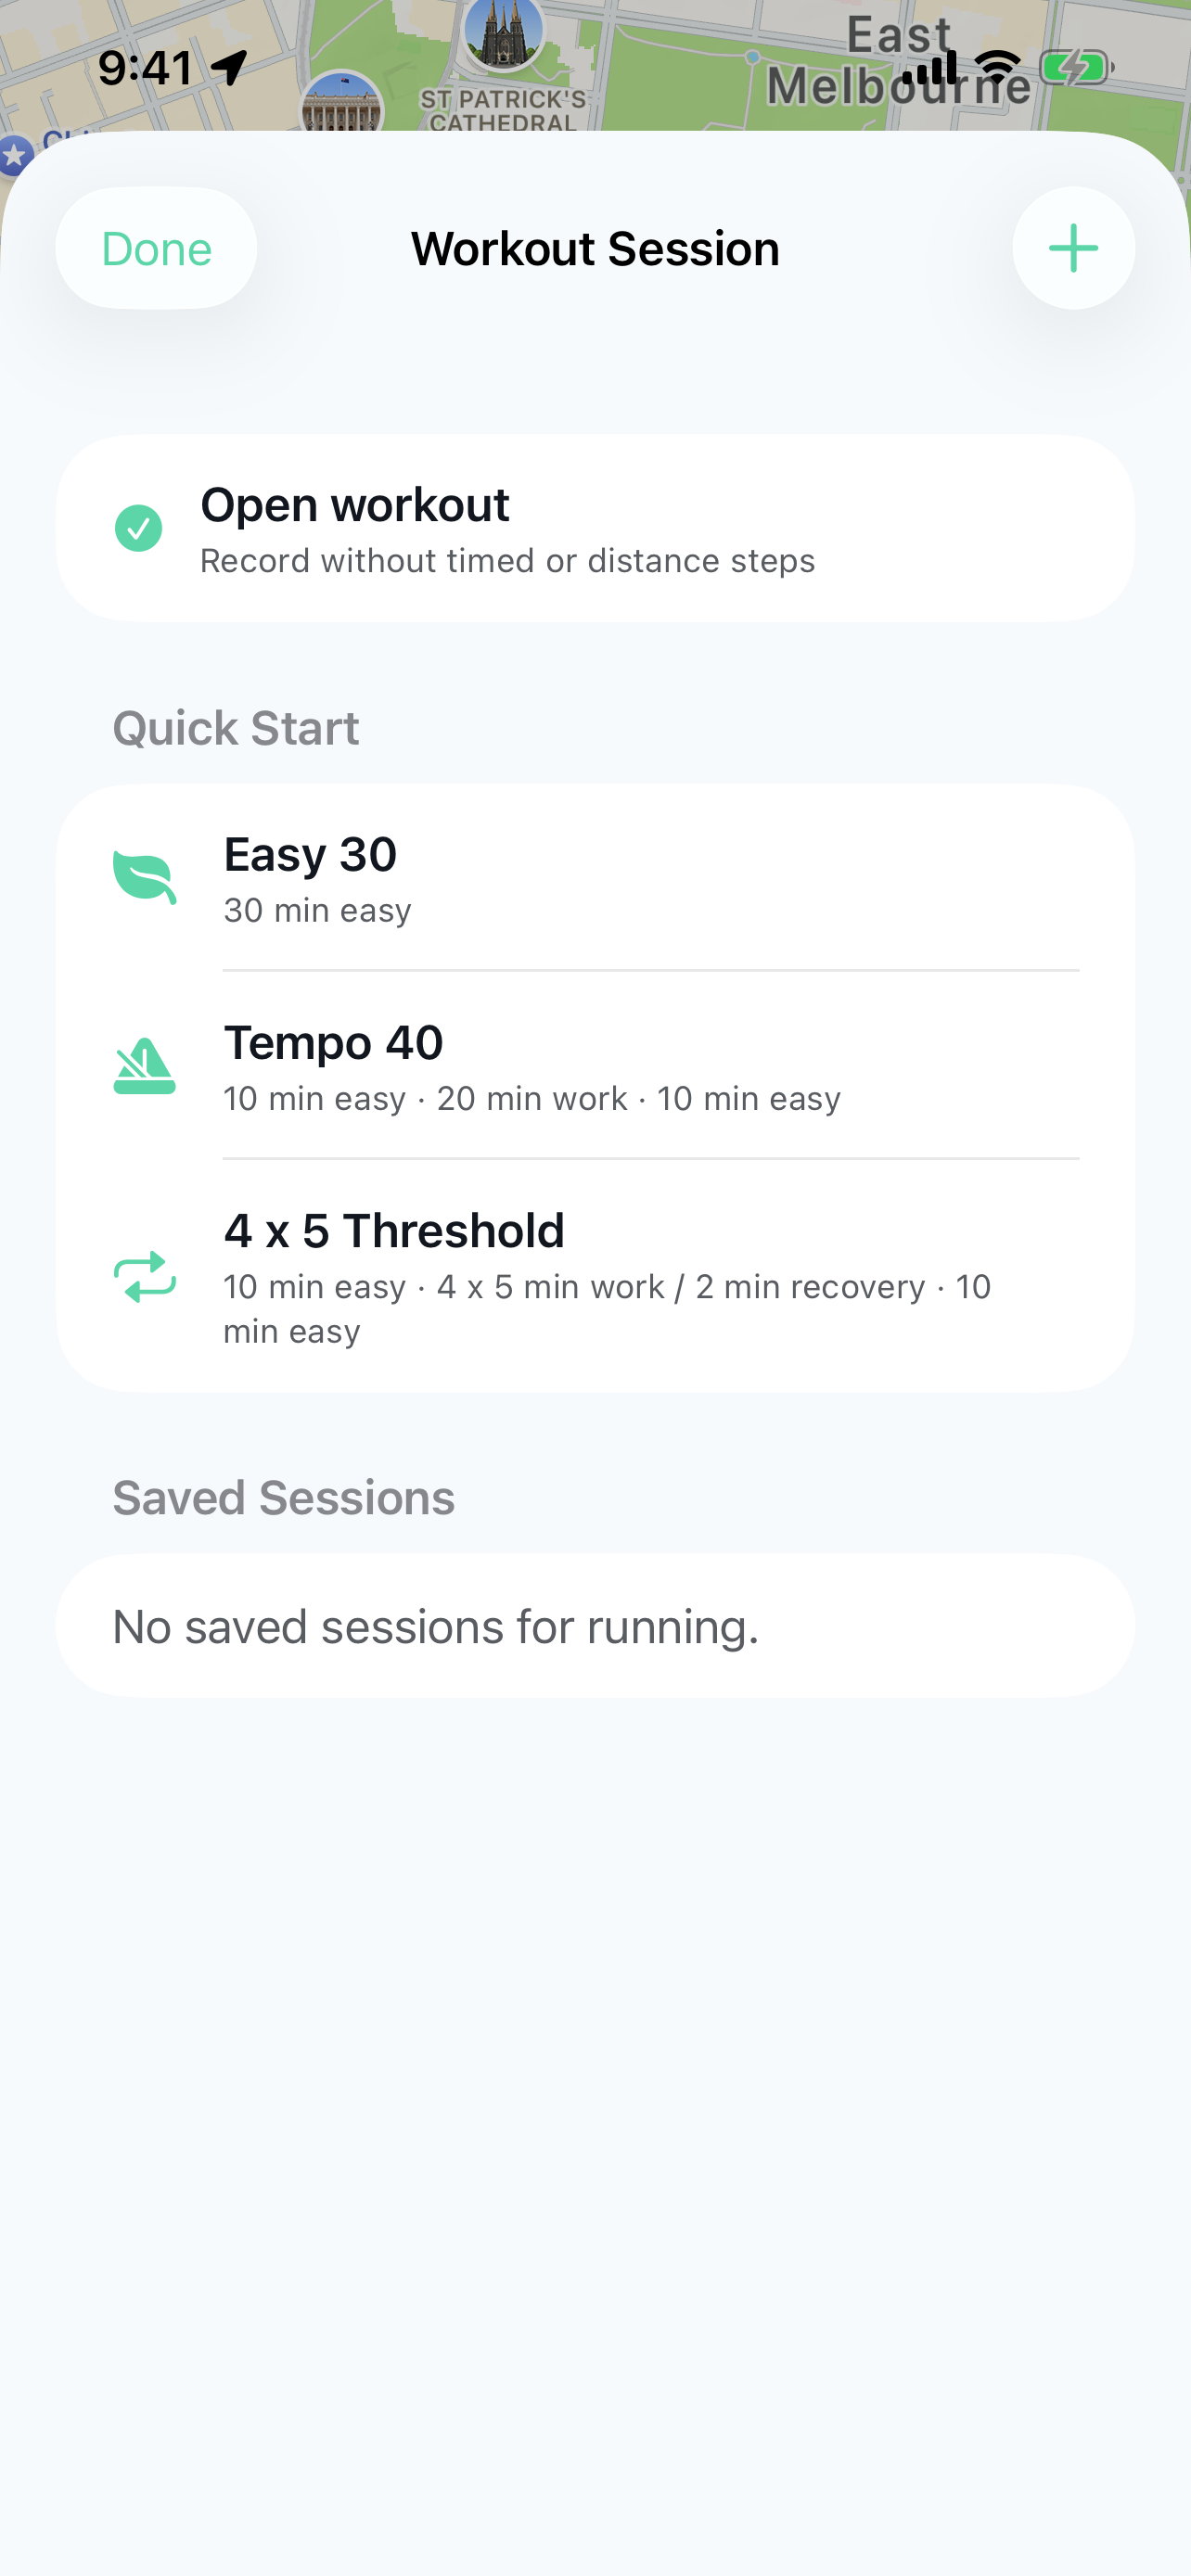 East
9:41
Melbourne
ST PATRICK'S
CATHEDRAL
Done
Workout Session
Open workout
Record without timed or distance steps
Quick Start
Easy 30
30 min easy
Tempo 40
10 min easy · 20 min work · 10 min easy
4 x 5 Threshold
10 min easy · 4 x 5 min work / 2 min recovery · 10
min easy
Saved Sessions
No saved sessions for running.